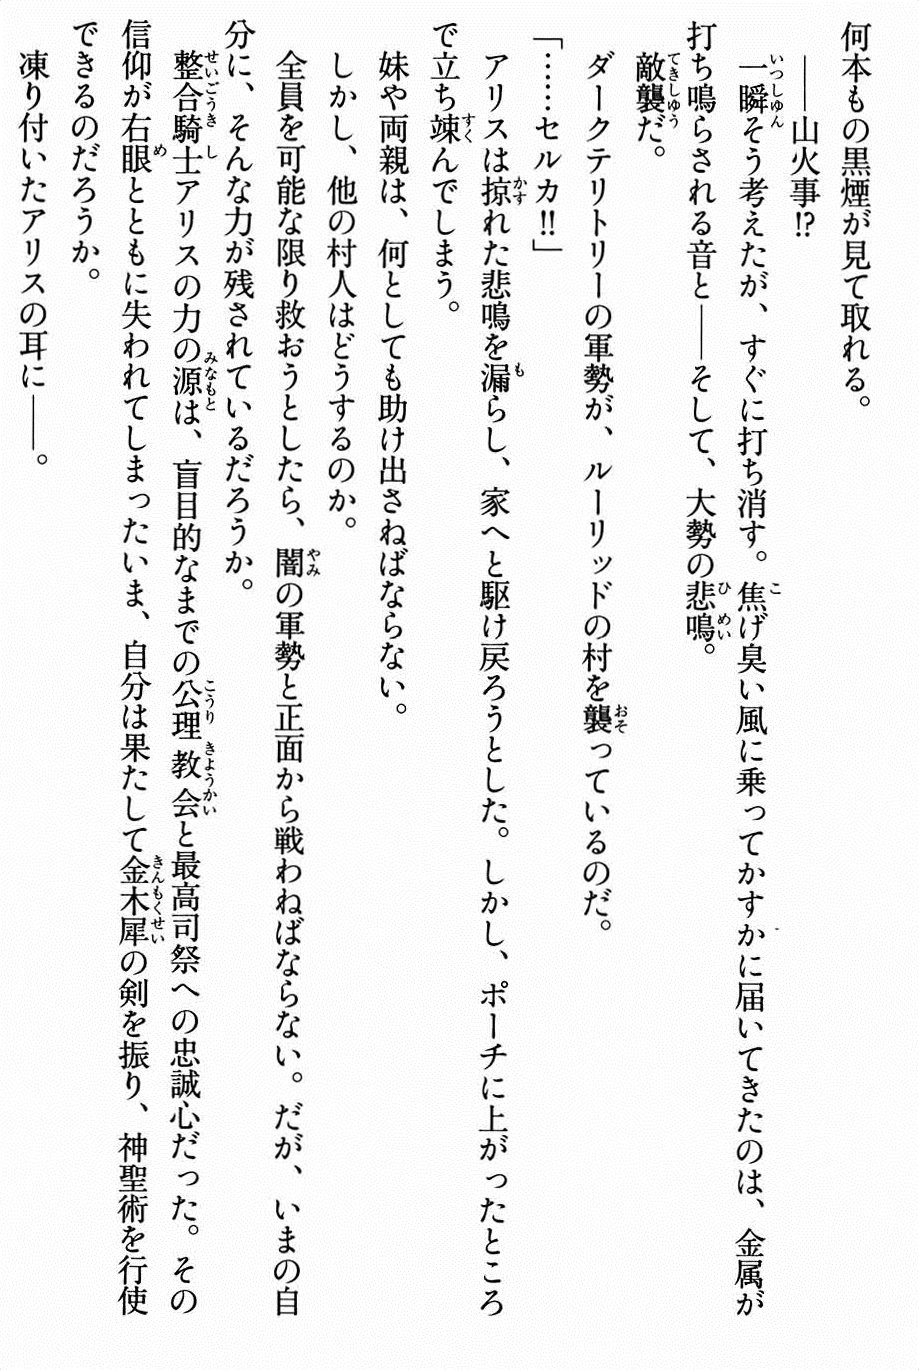 何本もの黒煙が見て取れる。
――山火事!?
一瞬そう考えたが、すぐに打ち消す。焦げ臭い風に乗ってかすかに届いてきたのは、金属が
打ち鳴らされる音と――そして、大勢の悲鳴。
敵襲だ。
ダークテリトリーの軍勢が、ルーリッドの村を襲っているのだ。
「……セルカ!!」
アリスは掠れた悲鳴を漏らし、家へと駆け戻ろうとした。しかし、ポーチに上がったところ
で立ち竦んでしまう。
妹や両親は、何としても助け出さねばならない。
しかし、他の村人はどうするのか。
全員を可能な限り救おうとしたら、闇の軍勢と正面から戦わねばならない。だが、いまの自
分に、そんな力が残されているだろうか。
整合騎士アリスの力の源は、盲目的なまでの公理教会と最高司祭への忠誠心だった。その
信仰が右眼とともに失われてしまったいま、自分は果たして金木犀の剣を振り、神聖術を行使
できるのだろうか。
凍り付いたアリスの耳に――。